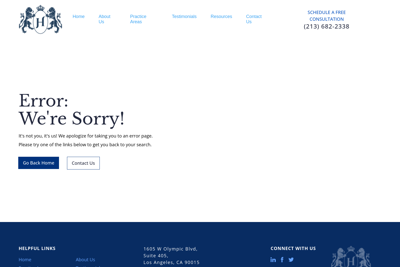 H
Home
About Us
Practice Areas
Testimonials
Resources
Contact Us
SCHEDULE A FREE
CONSULTATION
(213) 682-2338
Error:
We're Sorry!
It's not you, it's us! We apologize for taking you to an error page.
Please try one of the links below to get you back to your search.
Go Back Home
Contact Us
HELPFUL LINKS
Home
About Us
1605 W Olympic Blvd,
Suite 405,
Los Angeles, CA 90015
CONNECT WITH US
H